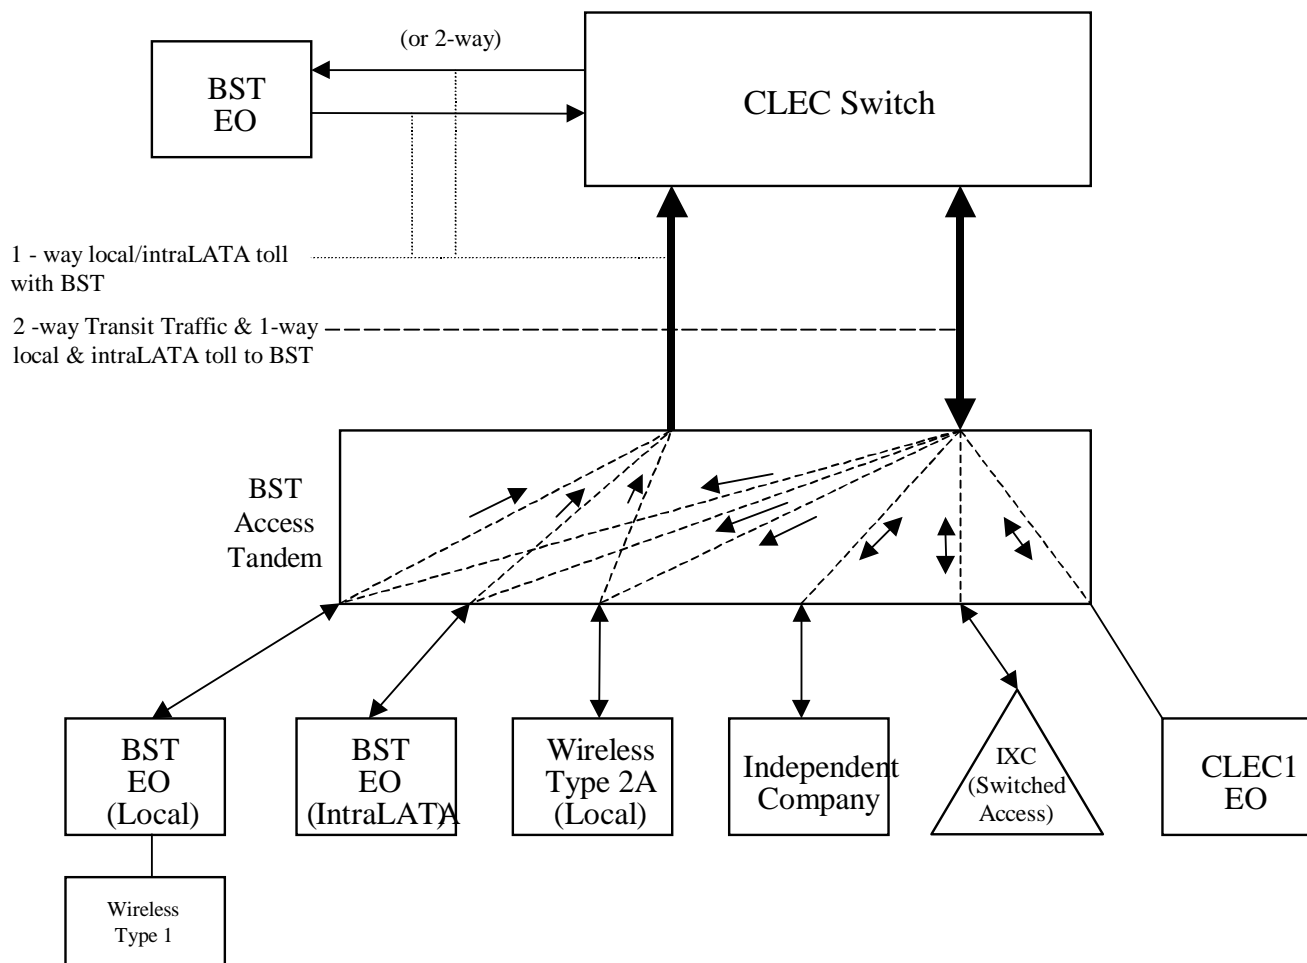 (or 2-way)
BST
EO
CLEC Switch
1 - way local/intraLATA toll
with BST
2 -way Transit Traffic & 1-way
local & intraLATA toll to BST
BST
Access
Tandem
BST
EO
(Local)
BST
EO
(IntraLAT)A
Wireless
Type 2A
(Local)
Independent
Company
IXC
(Switched
Access)
CLEC1
EO
Wireless
Type 1